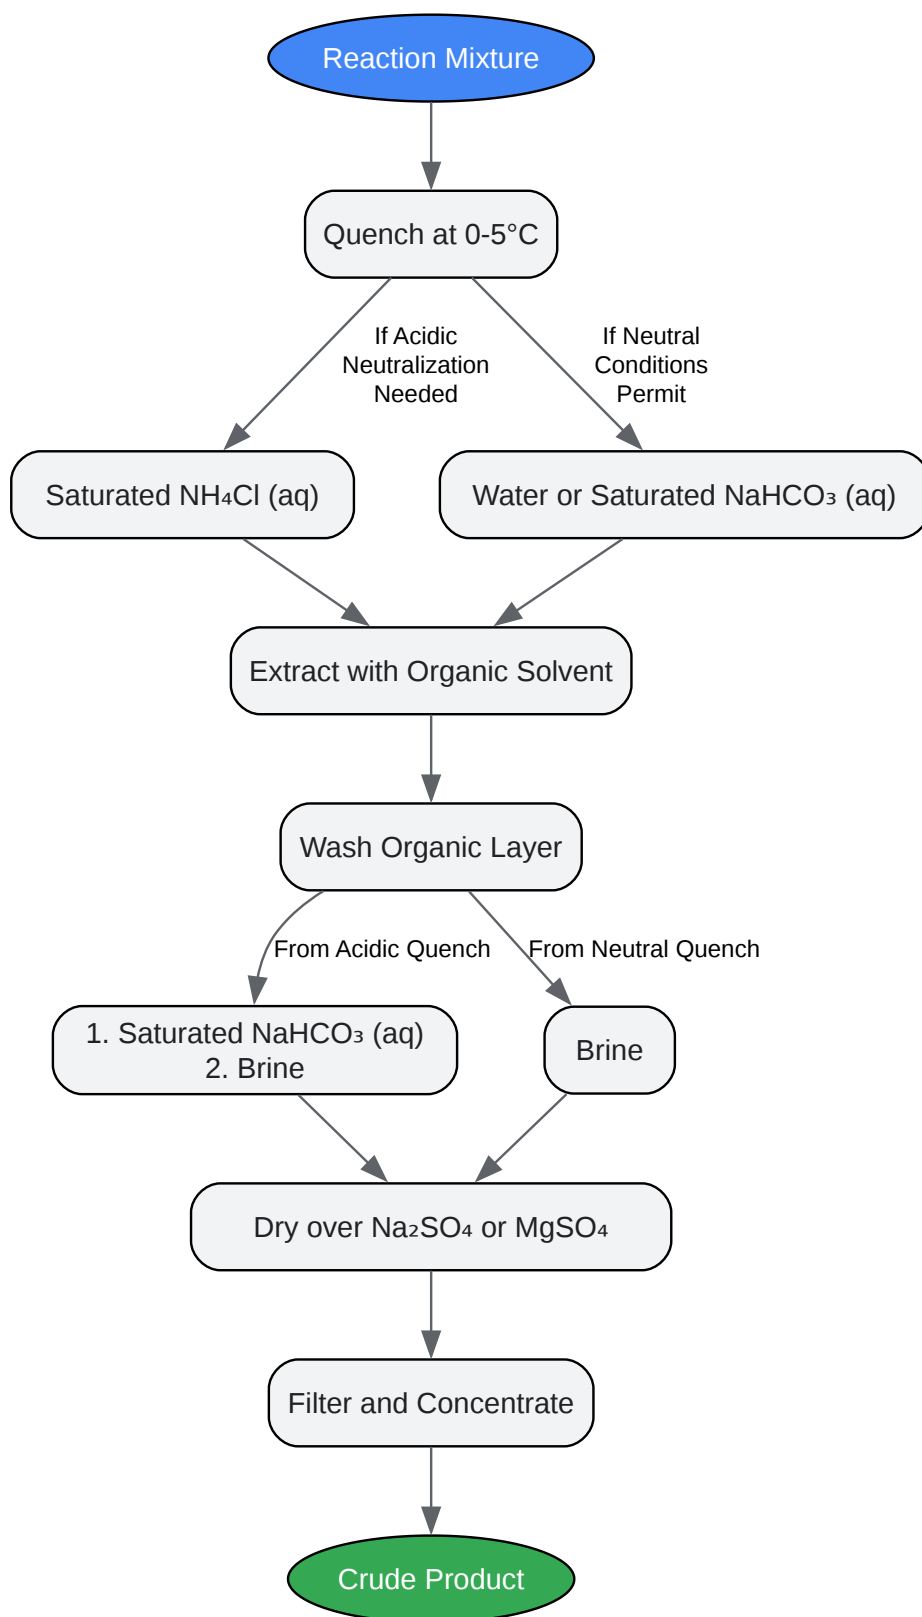 Reaction Mixture
Quench at 0-5°C
If Acidic
Neutralization
Needed
If Neutral
Conditions
Permit
Saturated NH₄Cl (aq)
Water or Saturated NaHCO₃ (aq)
Extract with Organic Solvent
Wash Organic Layer
From Acidic Quench
From Neutral Quench
1. Saturated NaHCO₃ (aq)
2. Brine
Brine
Dry over Na₂SO₄ or MgSO₄
Filter and Concentrate
Crude Product